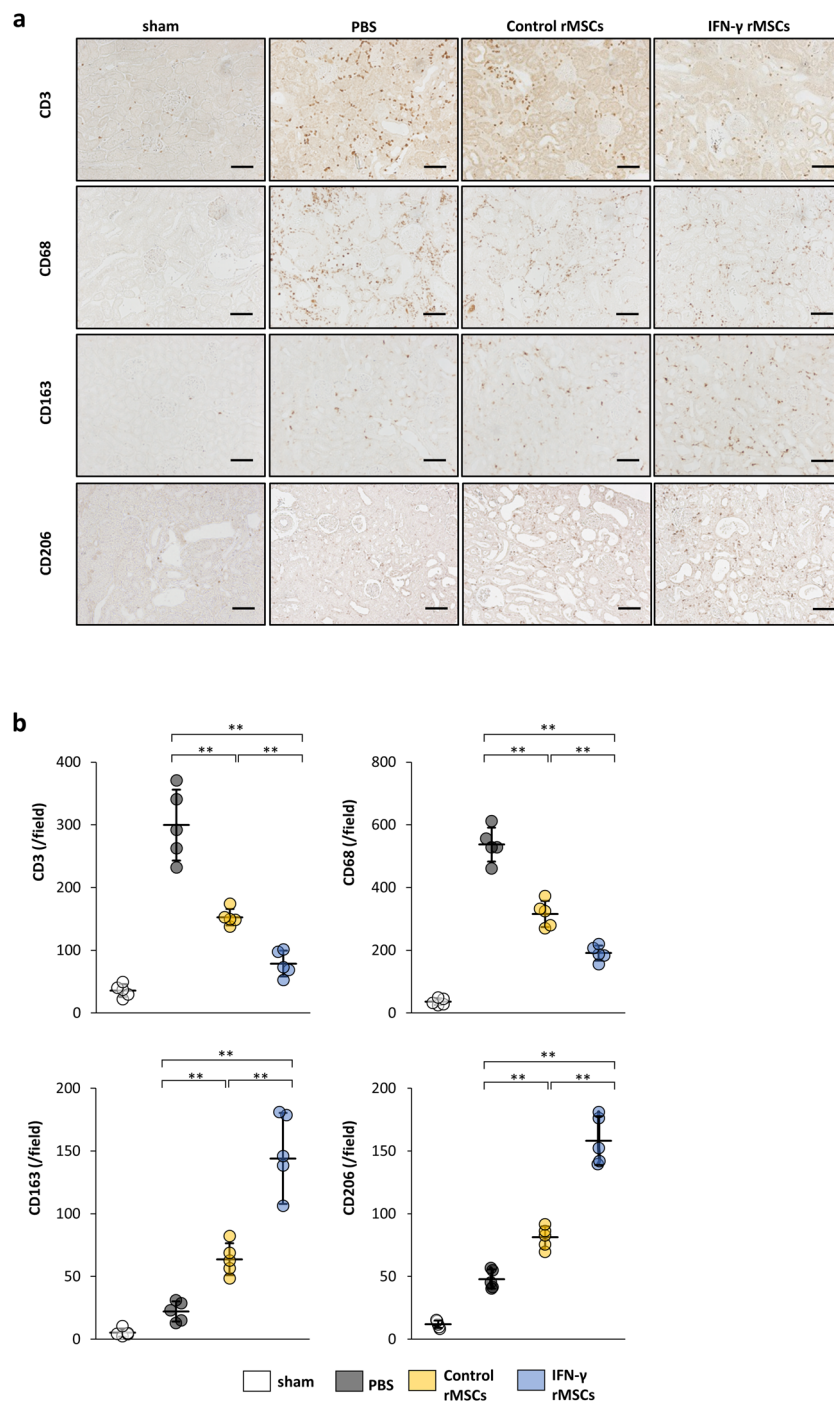 a
sham PBS Control rMSCs IFN-γ rMSCs
CD3
CD68
CD163
CD206
b
** **
** ** ** **
CD3 (/field)
400
300
200
100
0
CD68 (/field)
800
600
400
200
0
** **
** ** ** **
CD163 (/field)
200
150
100
50
0
CD206 (/field)
200
150
100
50
0
sham PBS Control rMSCs IFN-γ rMSCs